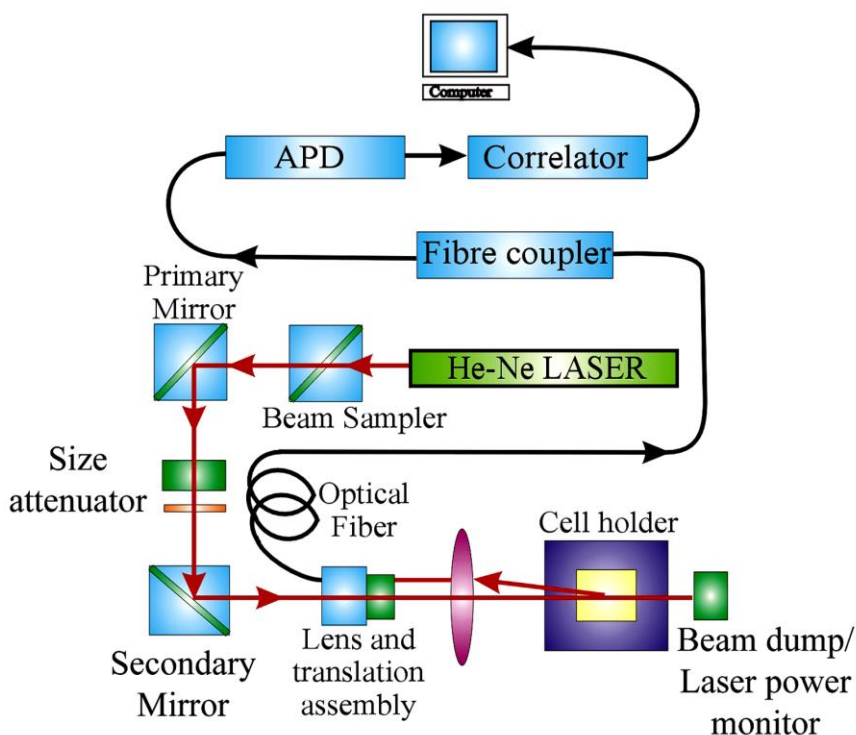 Computer
APD
Correlator
Fibre coupler
Primary
Mirror
He-Ne LASER
Beam Sampler
Size
attenuator
Optical
Fiber
Cell holder
Lens and
translation
assembly
Secondary
Mirror
Beam dump/
Laser power
monitor